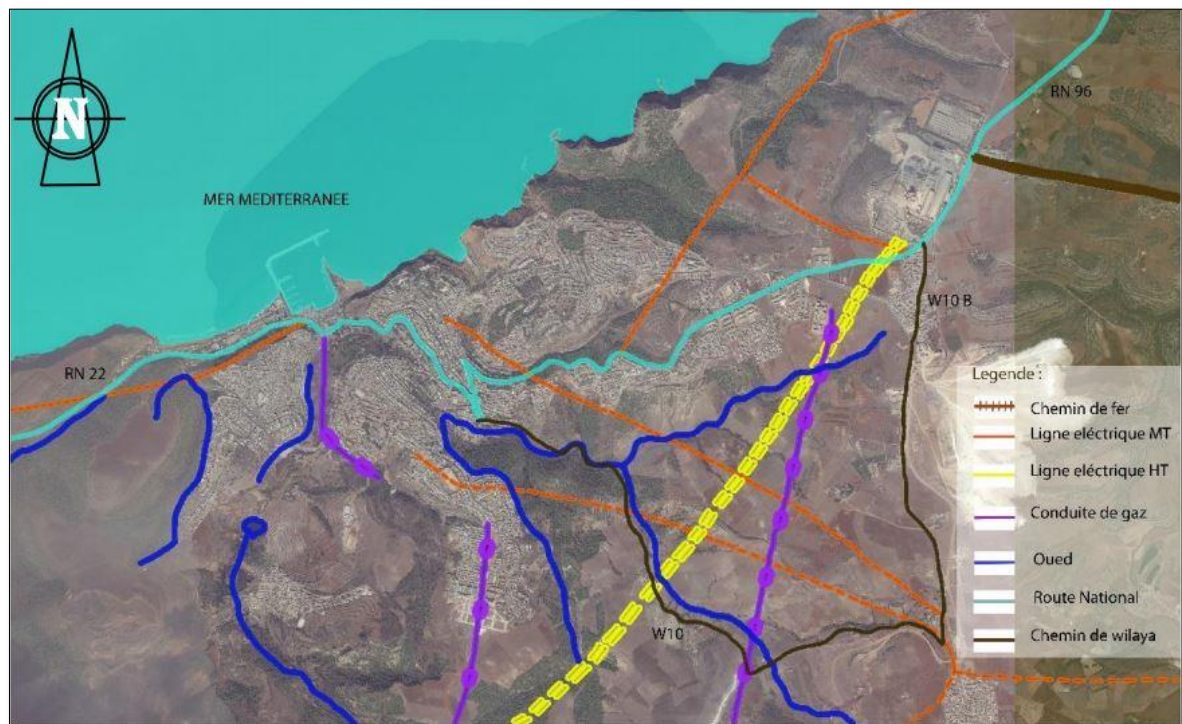 N
RN 96
MER MEDITERRANEE
W10 B
RN 22
Legende :
Chemin de fer
Ligne eléctrique MT
Ligne eléctrique HT
Conduite de gaz
Oued
Route National
Chemin de wilaya
W10